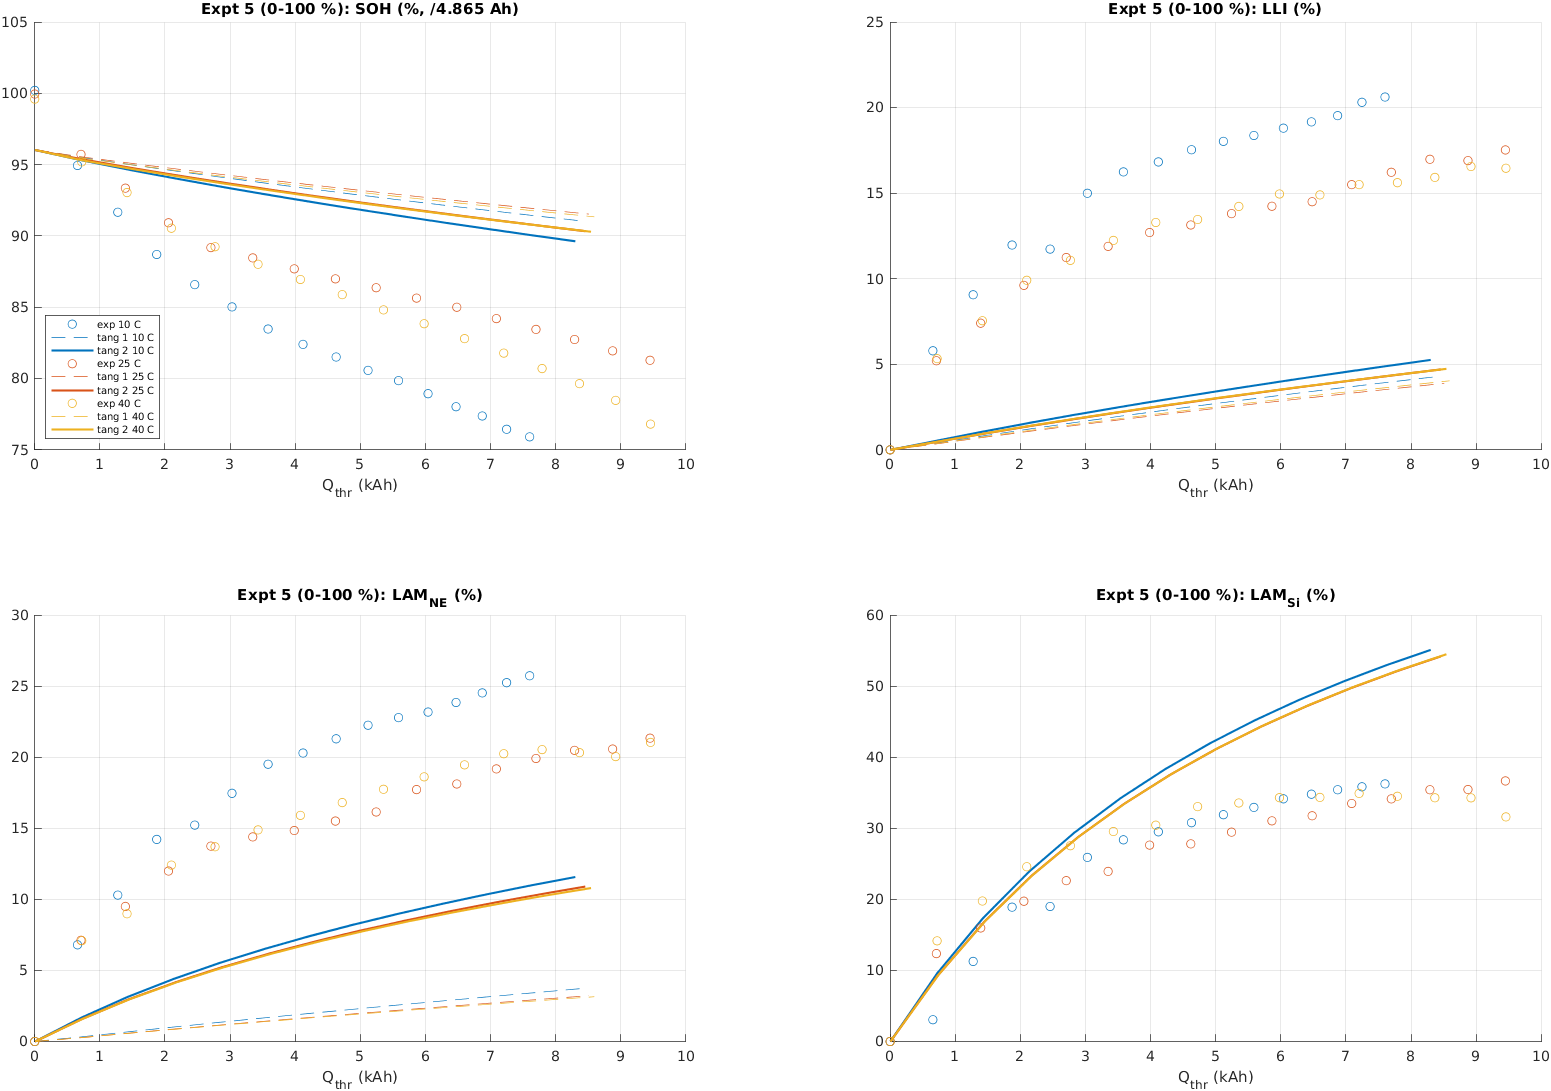 Expt 5 (0-100 %): SOH (%, /4.865 Ah)
105
100
95
90
85
80
75
exp 10 C
tang 1 10 C
tang 2 10 C
exp 25 C
tang 1 25 C
tang 2 25 C
exp 40 C
tang 1 40 C
tang 2 40 C
0 1 2 3 4 5 6 7 8 9 10
Qthr (kAh)
Expt 5 (0-100 %): LLI (%)
25
20
15
10
5
0
0 1 2 3 4 5 6 7 8 9 10
Qthr (kAh)
Expt 5 (0-100 %): LAMNE (%)
30
25
20
15
10
5
0
0 1 2 3 4 5 6 7 8 9 10
Qthr (kAh)
Expt 5 (0-100 %): LAMSi (%)
60
50
40
30
20
10
0
0 1 2 3 4 5 6 7 8 9 10
Qthr (kAh)